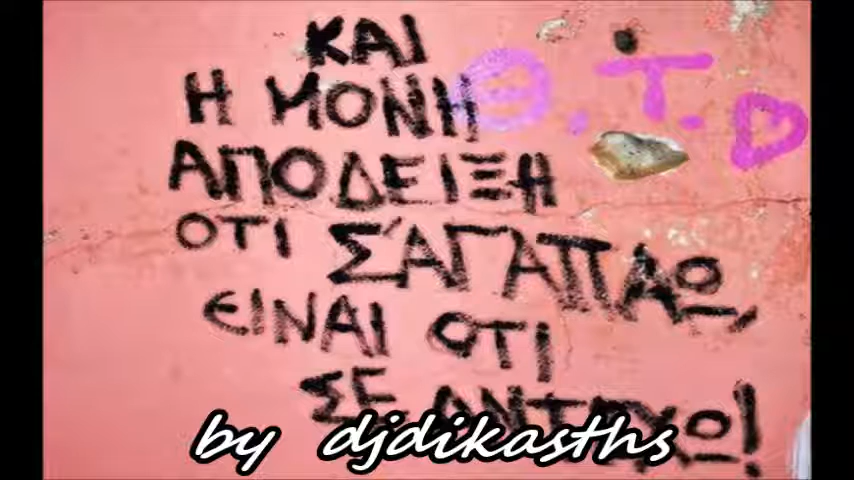 ΚΑΙ
Η ΜΟΝΗ
Θ.Τ.
ΑΠΟΔΕΙΞΗ
ΟΤΙ Σ'ΑΓΑΠΑΩ,
ΕΙΝΑΙ ΟΤΙ
ΣΕ ΑΝΤΕΧΩ!
by djdikasths